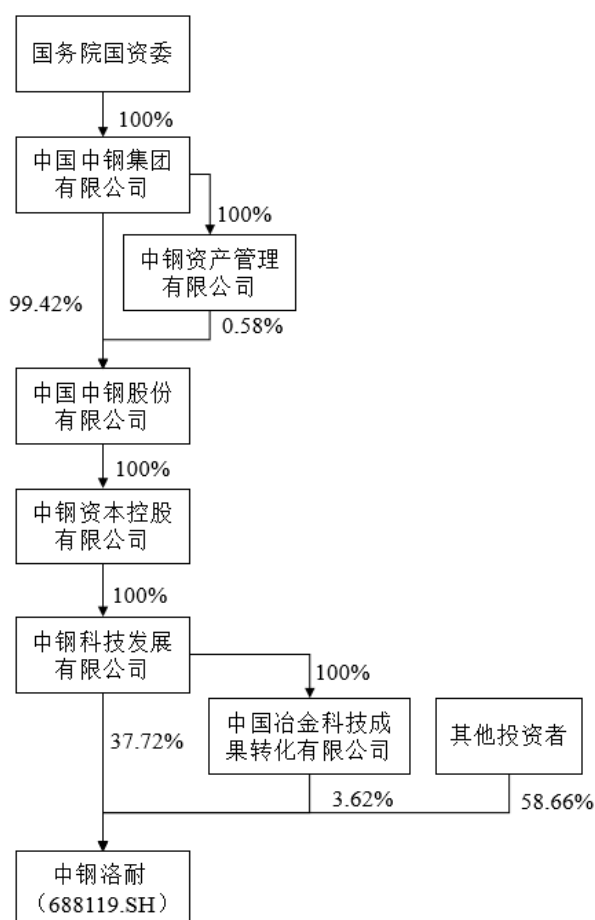 国务院国资委
100%
中国中钢集团
有限公司
100%
中钢资产管理
有限公司
99.42%
0.58%
中国中钢股份
有限公司
100%
中钢资本控股
有限公司
100%
中钢科技发展
有限公司
100%
37.72%
中国冶金科技成
果转化有限公司
其他投资者
3.62%
58.66%
中钢洛耐
（688119.SH）